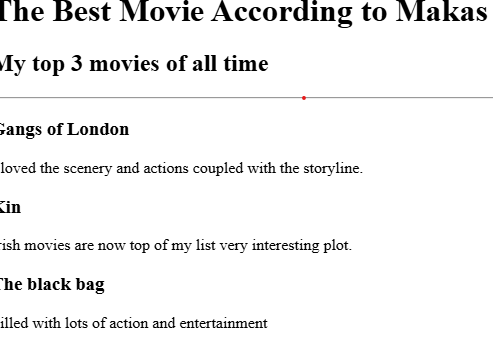 The Best Movie According to Makas
My top 3 movies of all time
Gangs of London
loved the scenery and actions coupled with the storyline.
Kin
rish movies are now top of my list very interesting plot.
The black bag
illed with lots of action and entertainment